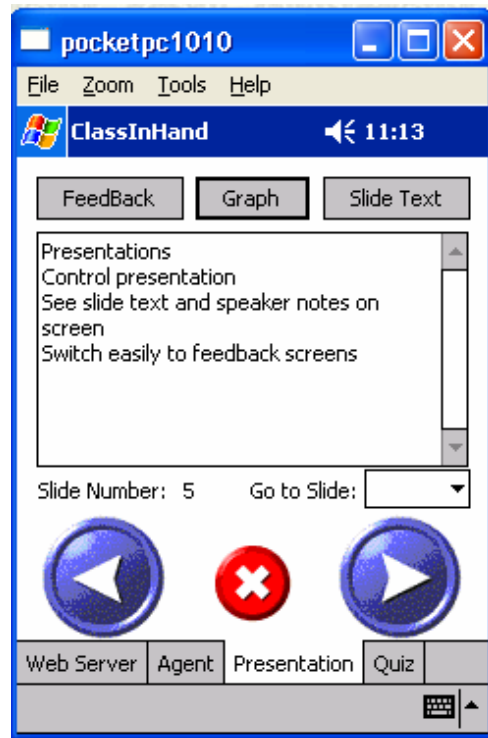 pocketpc1010
File Zoom Tools Help
ClassInHand 11:13
FeedBack Graph Slide Text
Presentations
Control presentation
See slide text and speaker notes on
screen
Switch easily to feedback screens
Slide Number: 5 Go to Slide:
Web Server Agent Presentation Quiz